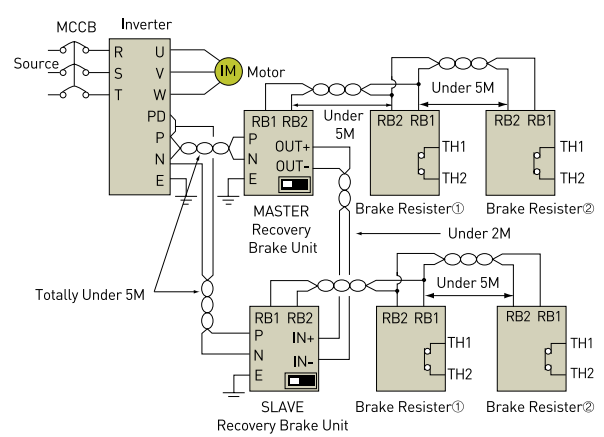 MCCB
Inverter
Source
R
S
T
U
V
W
PD
P
N
E
IM
Motor
RB1 RB2
P
N
E
OUT+
OUT-
MASTER
Recovery
Brake Unit
Under
5M
Under 5M
RB2 RB1
TH1
TH2
Brake Resister①
RB2 RB1
TH1
TH2
Brake Resister②
Under 2M
Totally Under 5M
RB1 RB2
P
N
E
IN+
IN-
SLAVE
Recovery Brake Unit
Under 5M
RB2 RB1
TH1
TH2
Brake Resister①
RB2 RB1
TH1
TH2
Brake Resister②